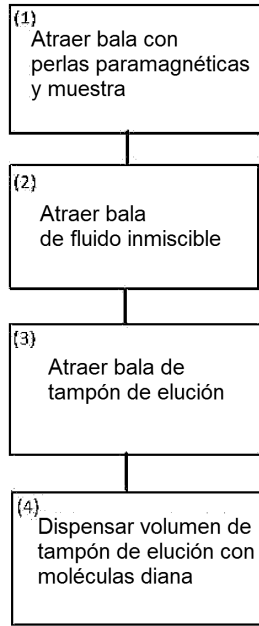 (1)
Atraer bala con
perlas paramagnéticas
y muestra
(2)
Atraer bala
de fluido inmiscible
(3)
Atraer bala de
tampón de elución
(4)
Dispensar volumen de
tampón de elución con
moléculas diana